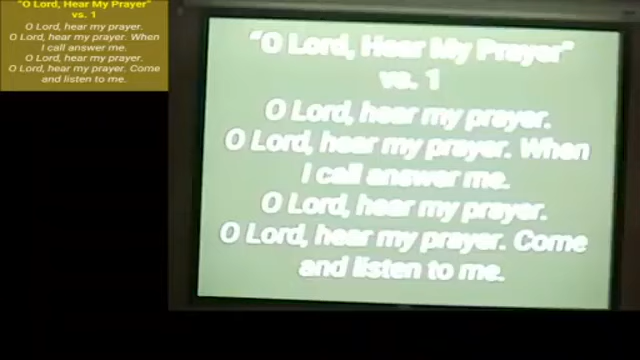 "O Lord, Hear My Prayer"
vs. 1
O Lord, hear my prayer.
O Lord, hear my prayer. When
I call answer me.
O Lord, hear my prayer.
O Lord, hear my prayer. Come
and listen to me.
"O Lord, Hear My Prayer"
vs. 1
O Lord, hear my prayer.
O Lord, hear my prayer. When
I call answer me.
O Lord, hear my prayer.
O Lord, hear my prayer. Come
and listen to me.